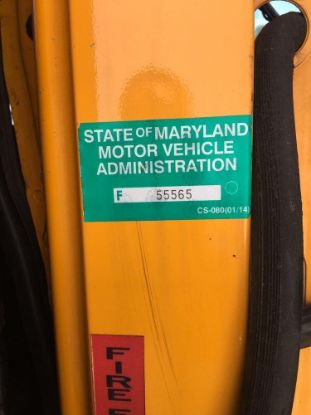 STATE OF MARYLAND
MOTOR VEHICLE
ADMINISTRATION
F 55565
CS-080(01/14)
FIRE